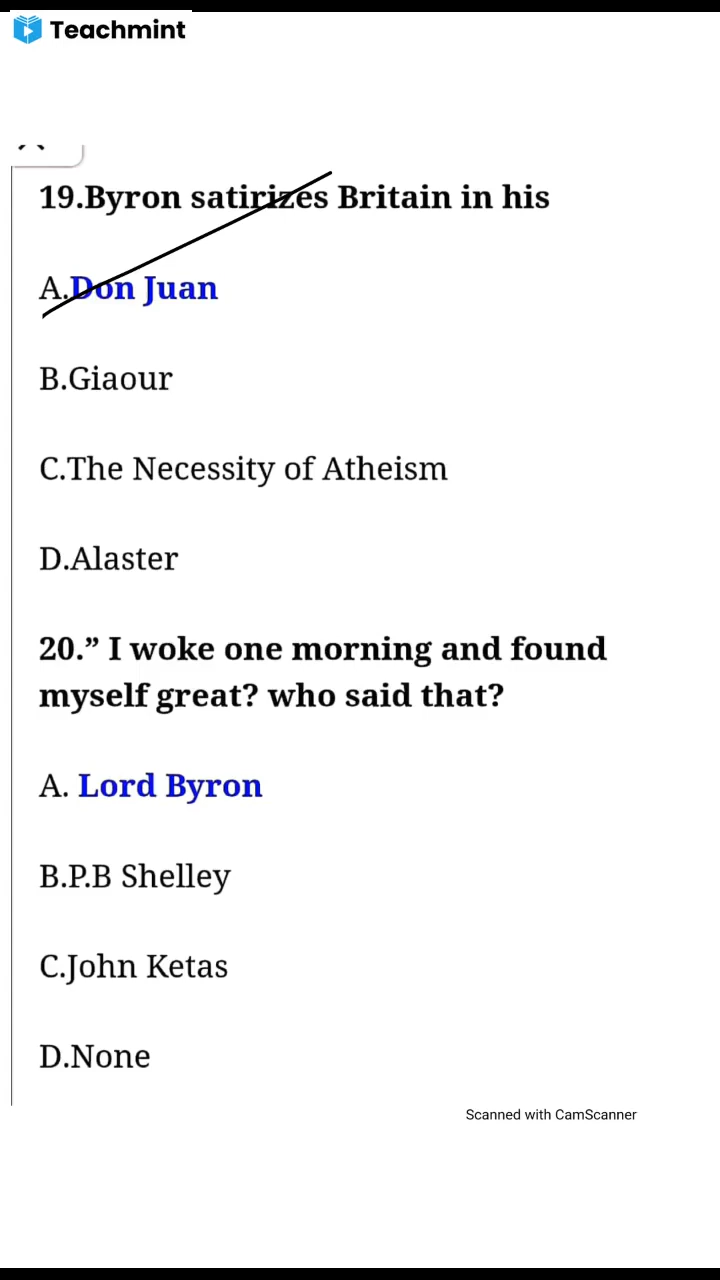 Teachmint
19.Byron satirizes Britain in his
A.Don Juan
B.Giaour
C.The Necessity of Atheism
D.Alaster
20.” I woke one morning and found
myself great? who said that?
A. Lord Byron
B.P.B Shelley
C.John Ketas
D.None
Scanned with CamScanner